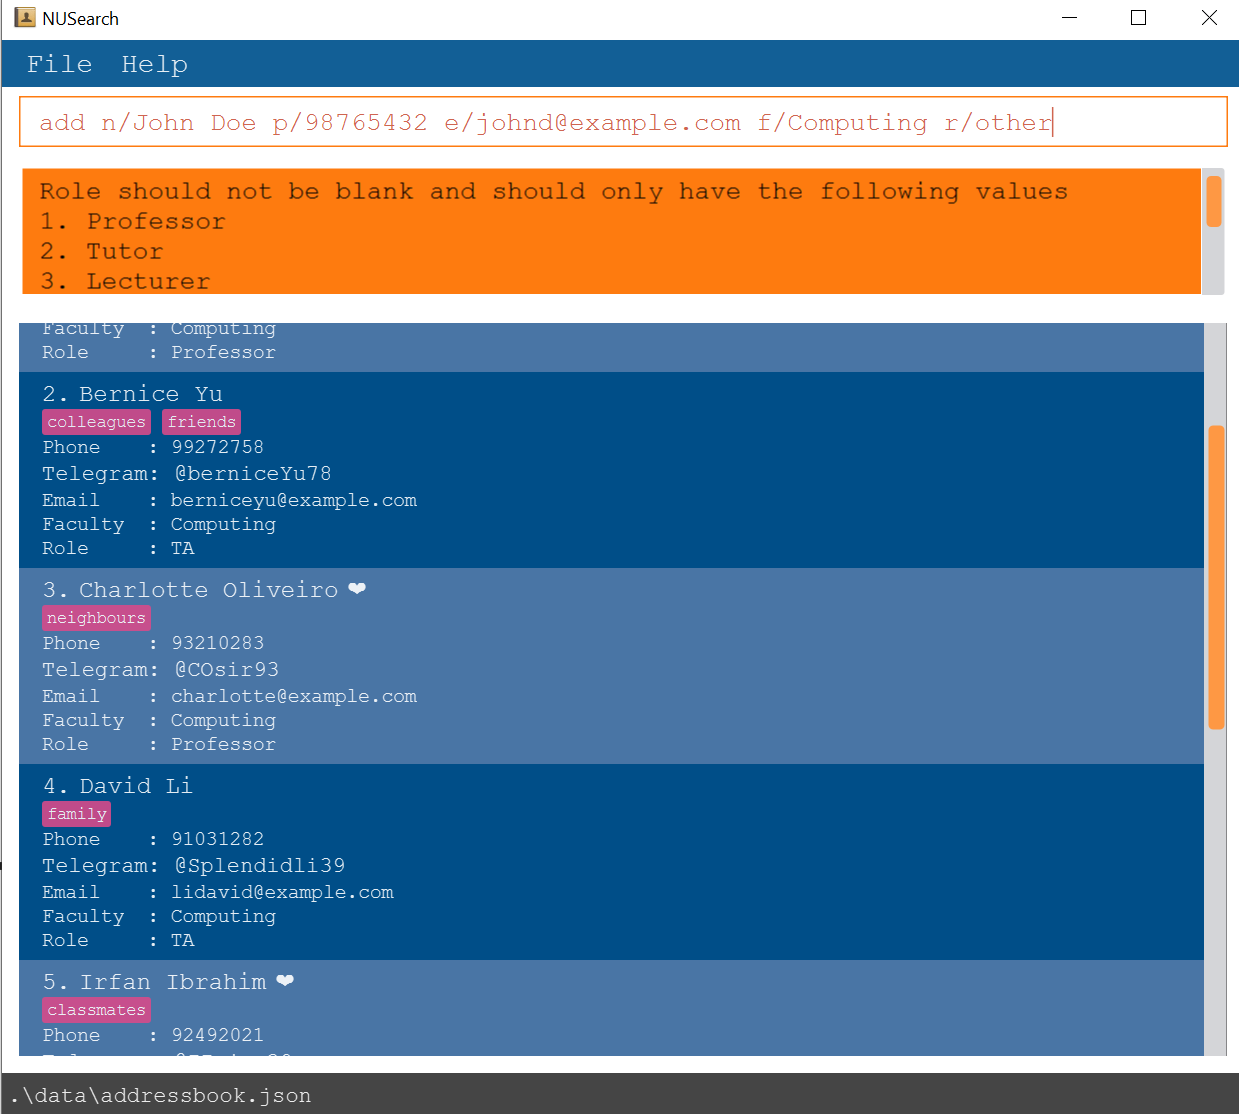 NUSearch
File Help
add n/John Doe p/98765432 e/johnd@example.com f/Computing r/other
Role should not be blank and should only have the following values
1. Professor
2. Tutor
3. Lecturer
Faculty : Computing
Role : Professor
2. Bernice Yu
colleagues friends
Phone : 99272758
Telegram: @berniceYu78
Email : berniceyu@example.com
Faculty : Computing
Role : TA
3. Charlotte Oliveiro ❤
neighbours
Phone : 93210283
Telegram: @COsir93
Email : charlotte@example.com
Faculty : Computing
Role : Professor
4. David Li
family
Phone : 91031282
Telegram: @Splendidli39
Email : lidavid@example.com
Faculty : Computing
Role : TA
5. Irfan Ibrahim ❤
classmates
Phone : 92492021
.\data\addressbook.json